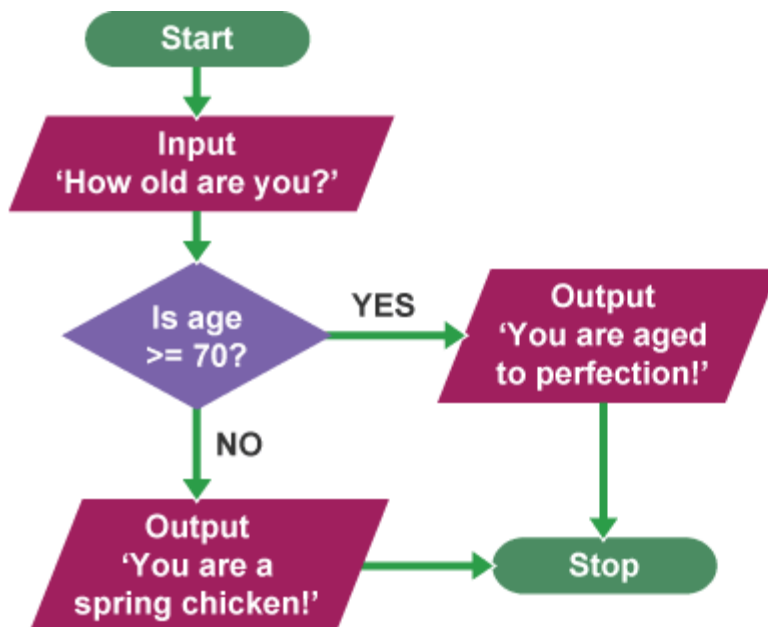 Start
Input
‘How old are you?’
Is age
>= 70?
YES
Output
‘You are aged
to perfection!’
NO
Output
‘You are a
spring chicken!’
Stop